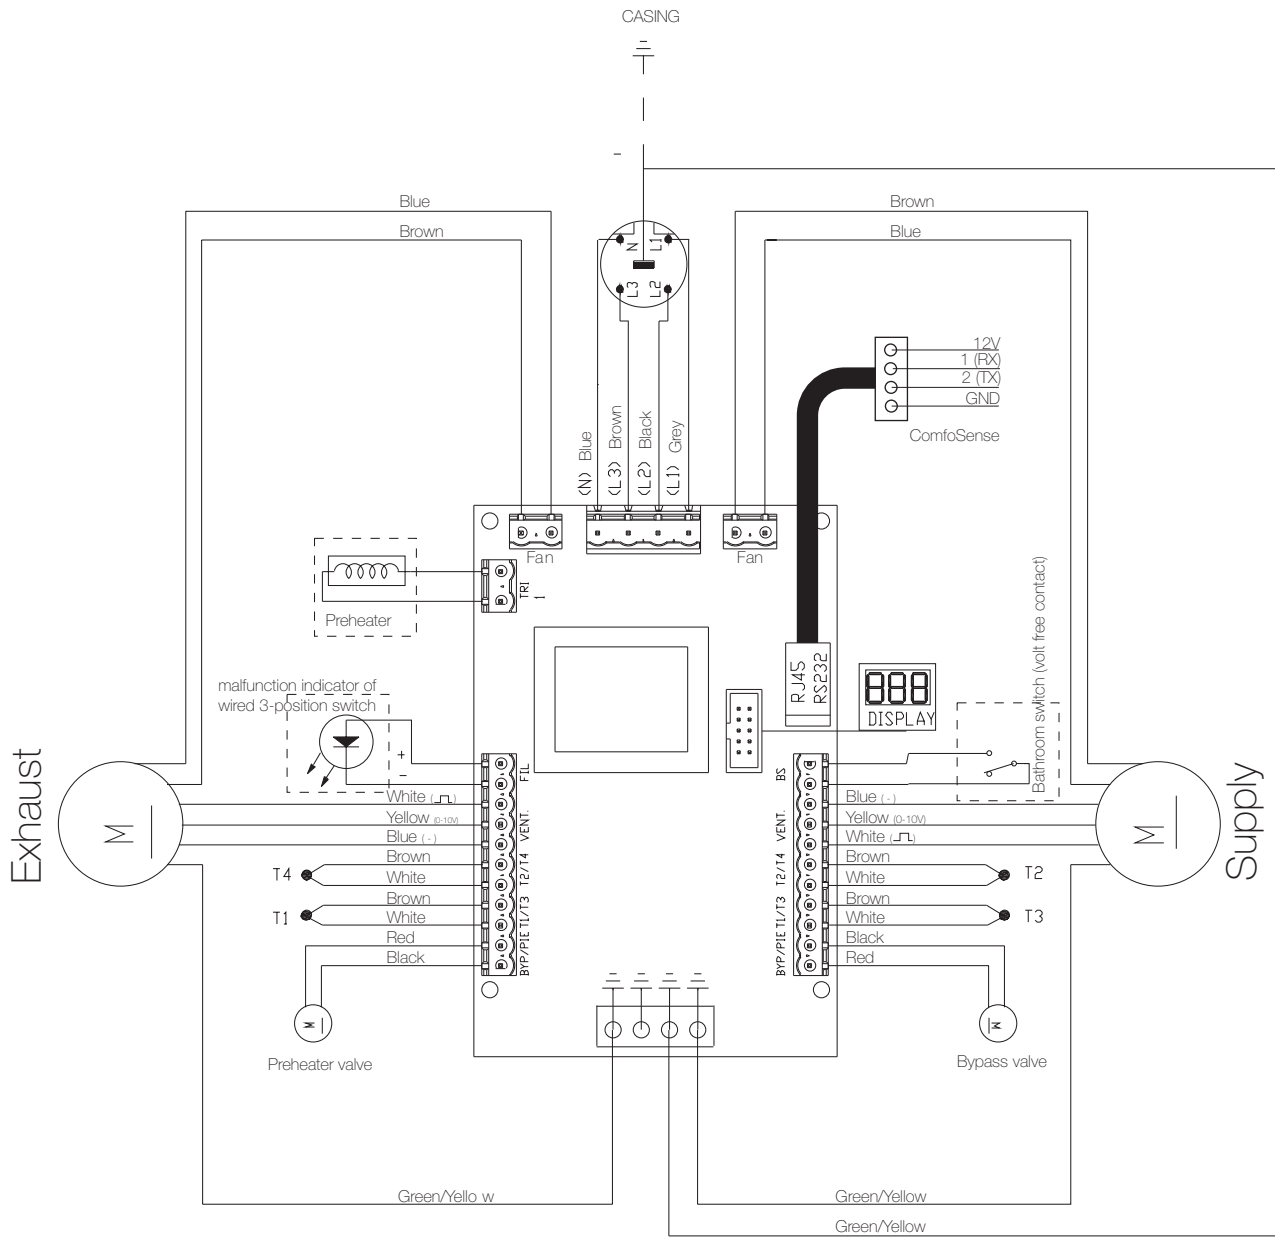 CASING
Blue
Brown
Brown
Blue
N
L1
L3
L2
12V
1 (RX)
2 (TX)
GND
ComfoSense
(N) Blue
(L3) Brown
(L2) Black
(L1) Grey
Fan
Fan
TRI
1
Preheater
malfunction indicator of
wired 3-position switch
+
-
RJ45
RS232
DISPLAY
Bathroom switch (volt free contact)
Exhaust
M
Supply
M
FIL
VENT.
T2/T4
T1/T3
BYP/PIE
BS
VENT.
T2/T4
T1/T3
BYP/PIE
White
Yellow (0-10V)
Blue (-)
Brown
White
Brown
White
Red
Black
T4
T1
Blue (-)
Yellow (0-10V)
White
Brown
White
Brown
White
Black
Red
T2
T3
M
Preheater valve
M
Bypass valve
Green/Yello w
Green/Yellow
Green/Yellow